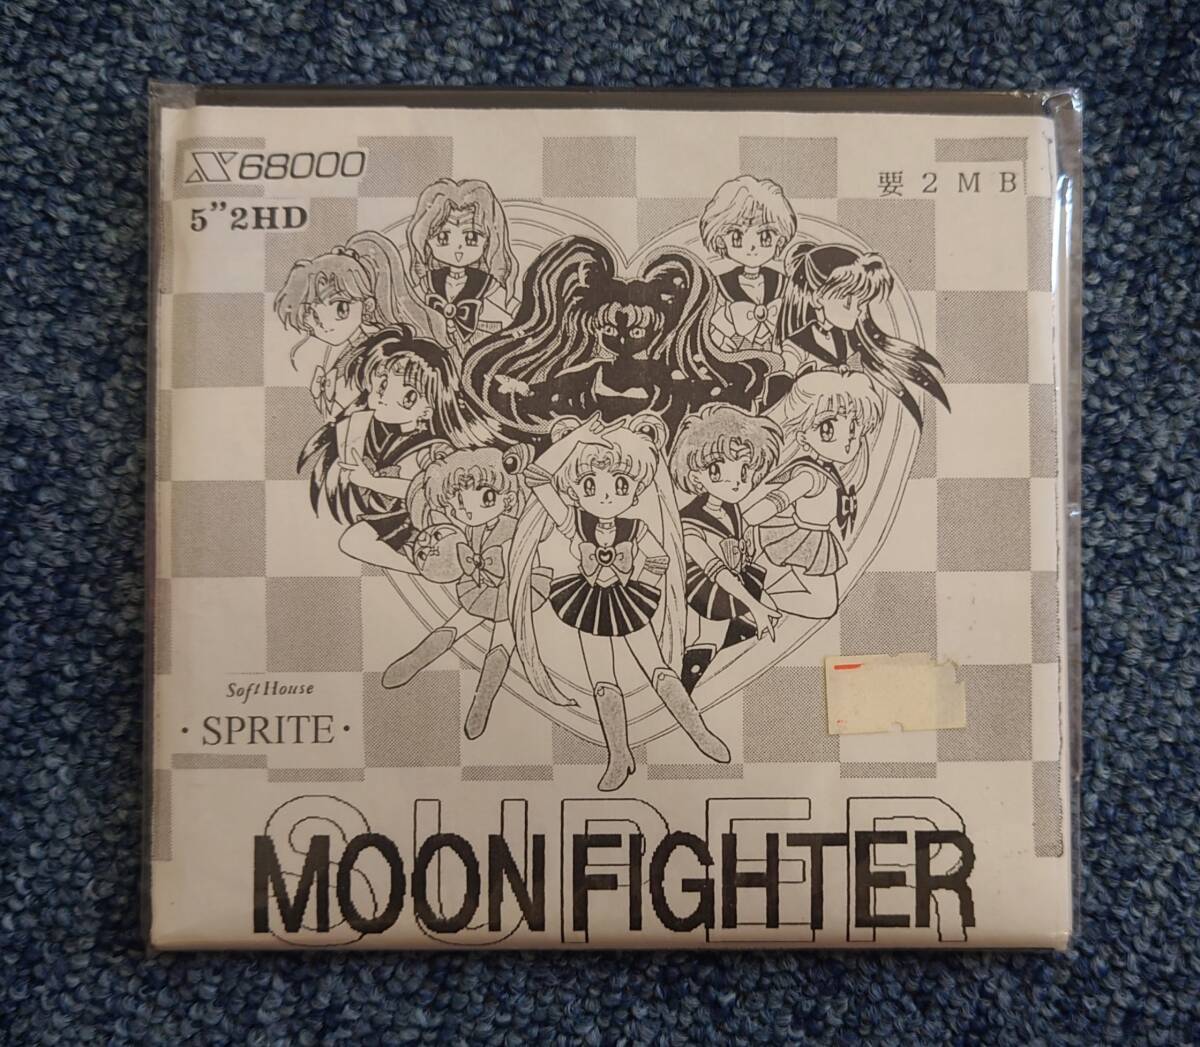 X68000
要2MB
5"2HD
Soft House
・SPRITE・
SUPER
MOON FIGHTER